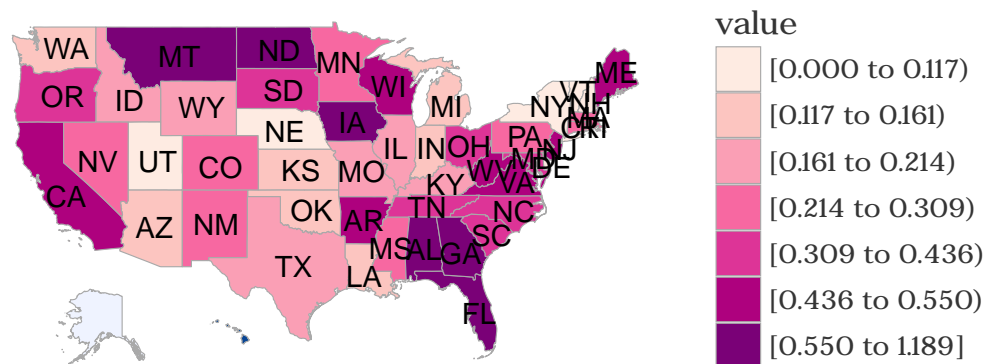 value
[0.000 to 0.117)
[0.117 to 0.161)
[0.161 to 0.214)
[0.214 to 0.309)
[0.309 to 0.436)
[0.436 to 0.550)
[0.550 to 1.189]
WA
MT
ND
MN
ME
OR
ID
WY
SD
WI
MI
VT
NH
NY
MA
CT
RI
NV
UT
NE
IA
IL
IN
OH
PA
NJ
CA
CO
KS
MO
KY
WV
MD
DE
VA
AZ
NM
OK
AR
TN
NC
SC
TX
LA
MS
AL
GA
FL